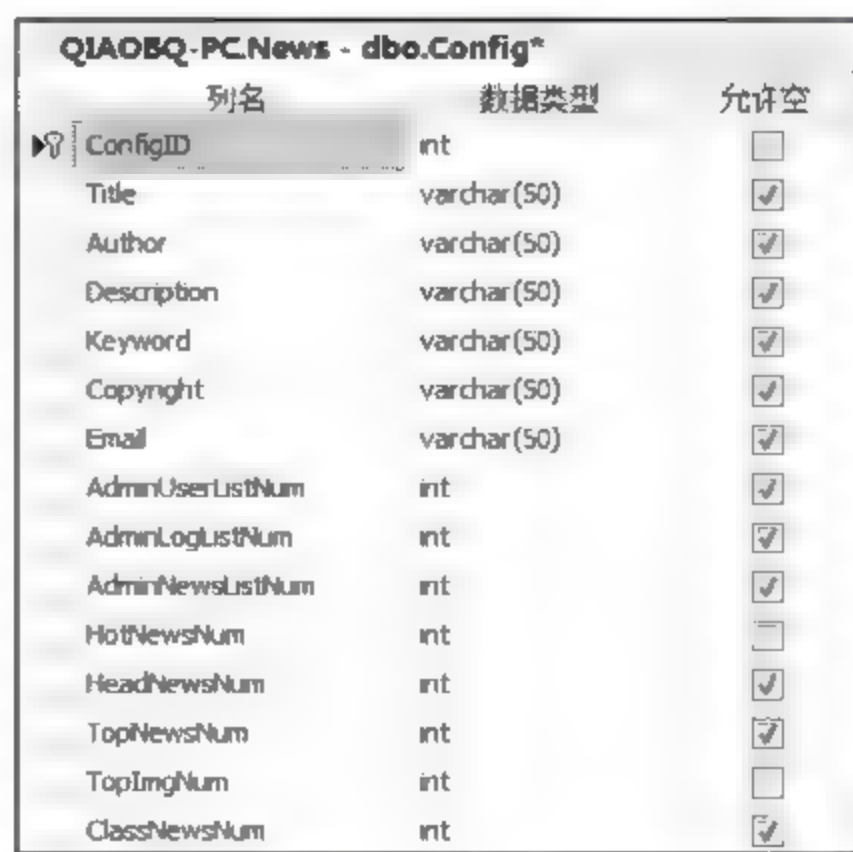 QIAOBQ-PC.News - dbo.Config*
列名 数据类型 允许空
ConfigID int
Title varchar(50)
Author varchar(50)
Description varchar(50)
Keyword varchar(50)
Copyright varchar(50)
Email varchar(50)
AdminUserListNum int
AdminLogListNum int
AdminNewsListNum int
HotNewsNum int
HeadNewsNum int
TopNewsNum int
TopImgNum int
ClassNewsNum int